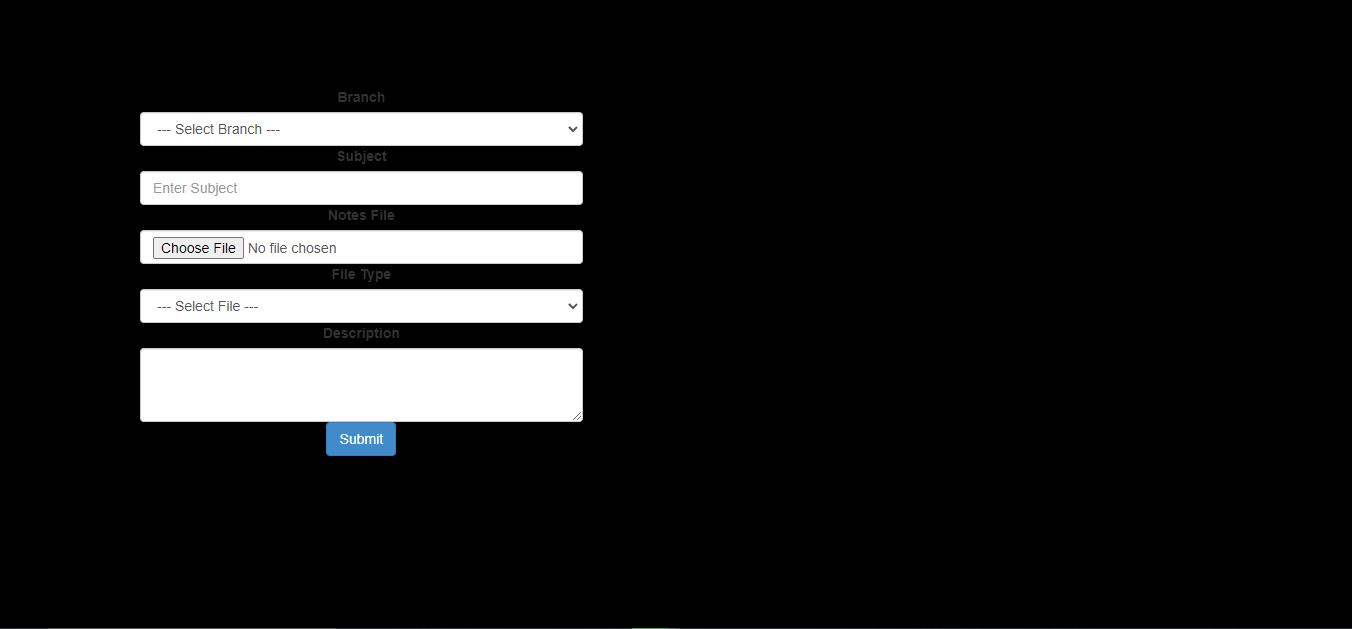 Branch
--- Select Branch ---
Subject
Enter Subject
Notes File
Choose File No file chosen
File Type
--- Select File ---
Description
Submit